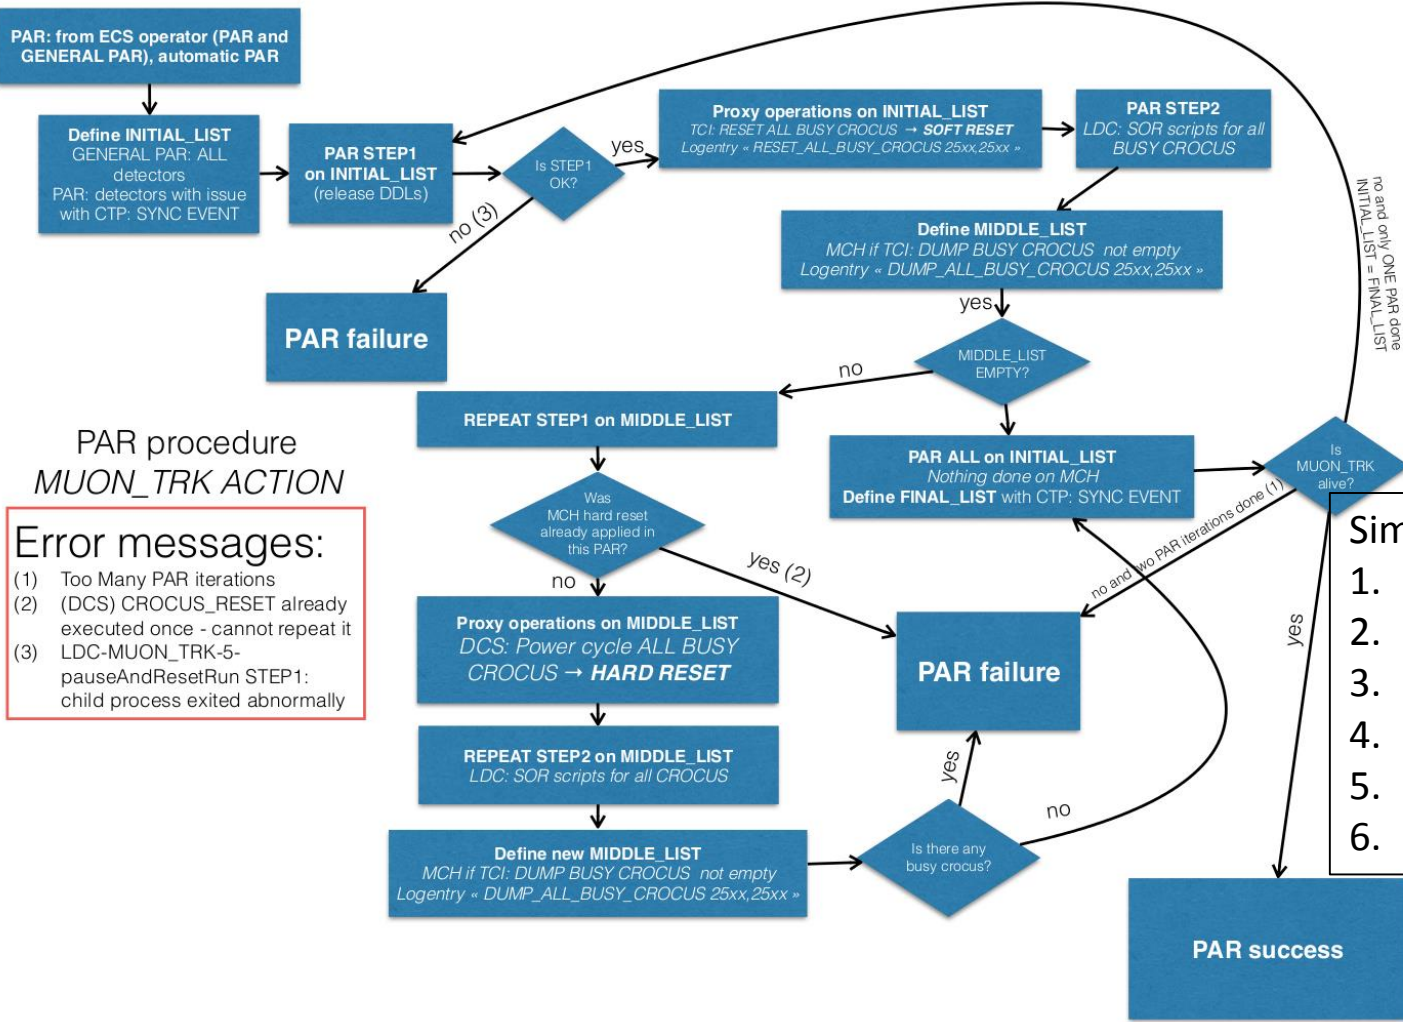 PAR: from ECS operator (PAR and
GENERAL PAR), automatic PAR
Define INITIAL_LIST
GENERAL PAR: ALL
detectors
PAR: detectors with issue
with CTP: SYNC EVENT
PAR STEP1
on INITIAL_LIST
(release DDLs)
Is STEP1
OK?
yes
no (3)
PAR failure
Proxy operations on INITIAL_LIST
TCI: RESET ALL BUSY CROCUS → SOFT RESET
Logentry « RESET_ALL_BUSY_CROCUS 25xx,25xx »
PAR STEP2
LDC: SOR scripts for all
BUSY CROCUS
Define MIDDLE_LIST
MCH if TCI: DUMP BUSY CROCUS not empty
Logentry « DUMP_ALL_BUSY_CROCUS 25xx,25xx »
yes
MIDDLE_LIST
EMPTY?
no
no and only ONE PAR done
INITIAL_LIST = FINAL_LIST
REPEAT STEP1 on MIDDLE_LIST
PAR ALL on INITIAL_LIST
Nothing done on MCH
Define FINAL_LIST with CTP: SYNC EVENT
Is
MUON_TRK
alive?
PAR procedure
MUON_TRK ACTION
Error messages:
(1) Too Many PAR iterations
(2) (DCS) CROCUS_RESET already
executed once - cannot repeat it
(3) LDC-MUON_TRK-5-
pauseAndResetRun STEP1:
child process exited abnormally
Was
MCH hard reset
already applied in
this PAR?
no
yes (2)
no and two PAR iterations done (1)
yes
Sim
1.
2.
3.
4.
5.
6.
Proxy operations on MIDDLE_LIST
DCS: Power cycle ALL BUSY
CROCUS → HARD RESET
PAR failure
REPEAT STEP2 on MIDDLE_LIST
LDC: SOR scripts for all CROCUS
yes
no
Define new MIDDLE_LIST
MCH if TCI: DUMP BUSY CROCUS not empty
Logentry « DUMP_ALL_BUSY_CROCUS 25xx,25xx »
Is there any
busy crocus?
PAR success